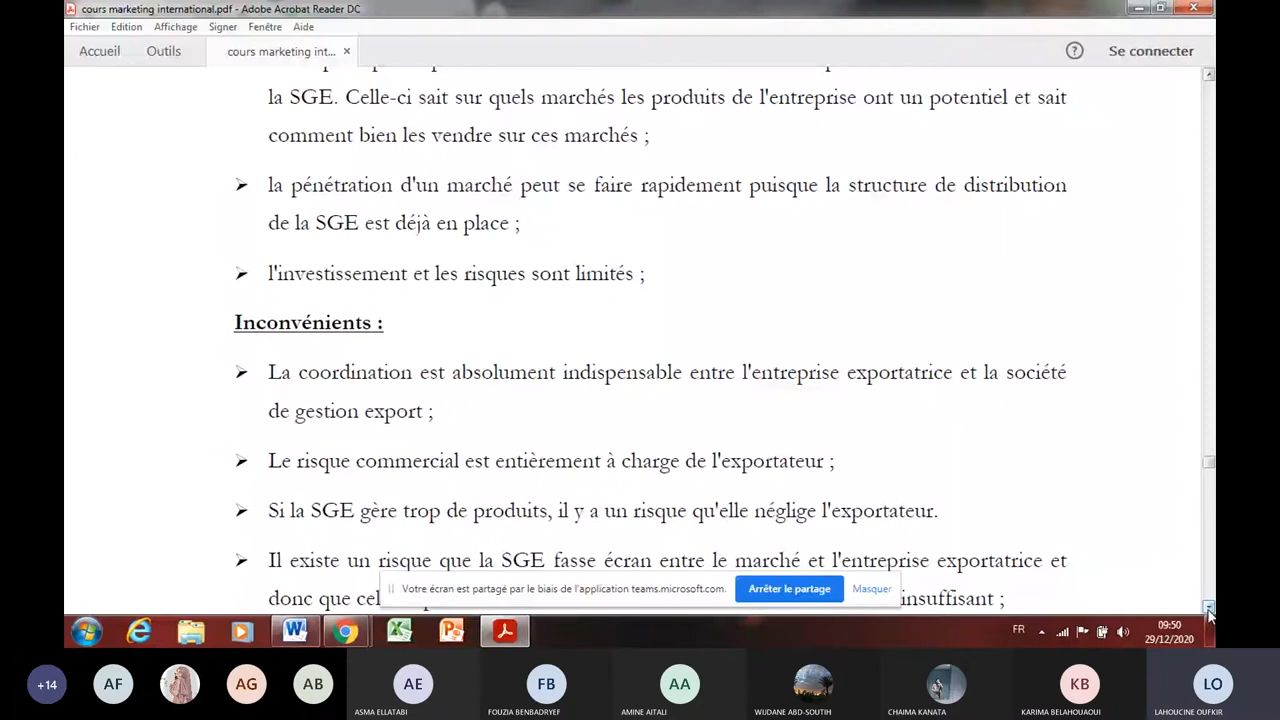 cours marketing international.pdf - Adobe Acrobat Reader DC
Fichier Edition Affichage Signer Fenêtre Aide
Accueil Outils cours marketing int... × ? Se connecter
la SGE. Celle-ci sait sur quels marchés les produits de l'entreprise ont un potentiel et sait
comment bien les vendre sur ces marchés ;
➢ la pénétration d'un marché peut se faire rapidement puisque la structure de distribution
de la SGE est déjà en place ;
➢ l'investissement et les risques sont limités ;
Inconvénients :
➢ La coordination est absolument indispensable entre l'entreprise exportatrice et la société
de gestion export ;
➢ Le risque commercial est entièrement à charge de l'exportateur ;
➢ Si la SGE gère trop de produits, il y a un risque qu'elle néglige l'exportateur.
➢ Il existe un risque que la SGE fasse écran entre le marché et l'entreprise exportatrice et
donc que insuffisant ;
Votre écran est partagé par le biais de l'application teams.microsoft.com. Arrêter le partage Masquer
FR 09:50
29/12/2020
+14 AF AG AB AE FB AA KB LO
ASMA ELLATABI FOUZIA BENBADRYEF AMINE AITALI WIJDANE ABD-SOUTIH CHAIMA KANATA KARIMA BELAHOUAOUI LAHOUCINE OUFKIR